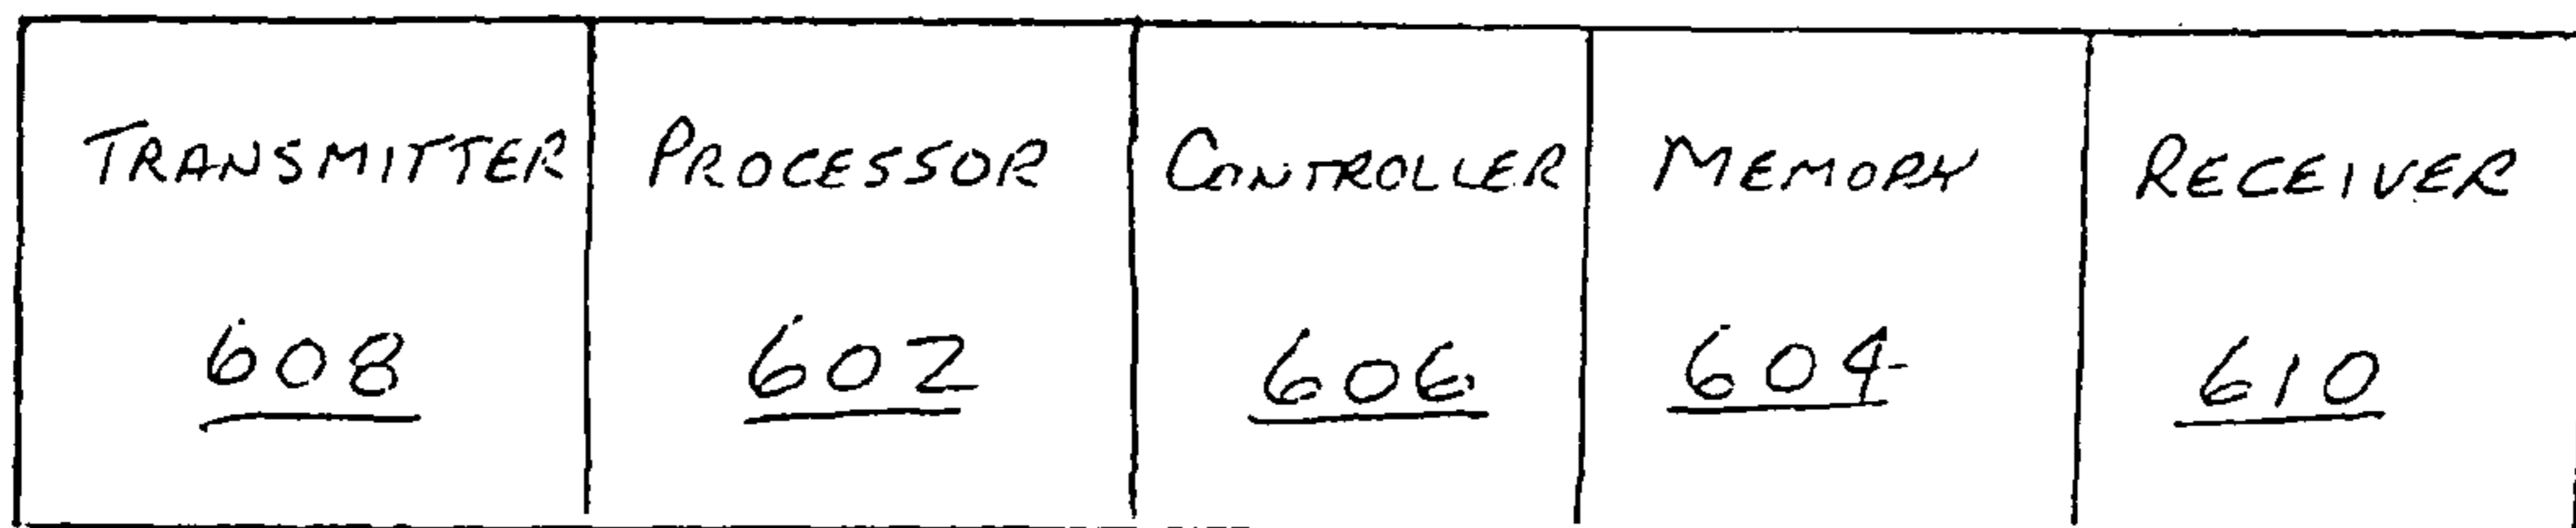 TRANSMITTER PROCESSOR CONTROLLER MEMORY RECEIVER
608 602 606 604 610